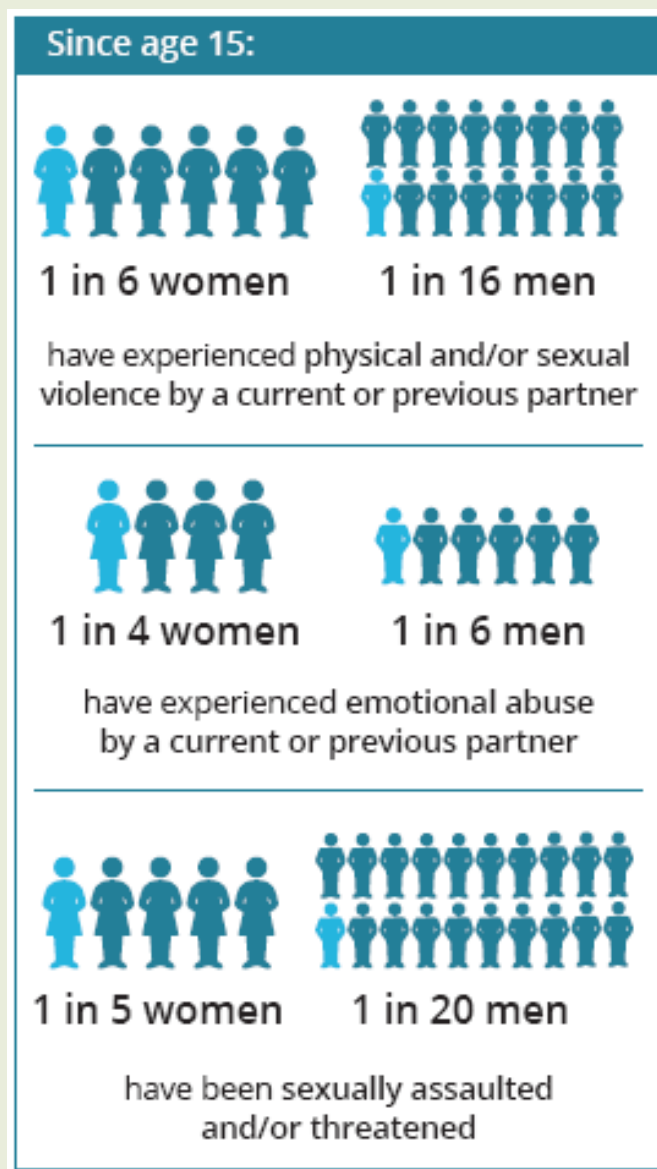 Since age 15:
1 in 6 women
1 in 16 men
have experienced physical and/or sexual
violence by a current or previous partner
1 in 4 women
1 in 6 men
have experienced emotional abuse
by a current or previous partner
1 in 5 women
1 in 20 men
have been sexually assaulted
and/or threatened